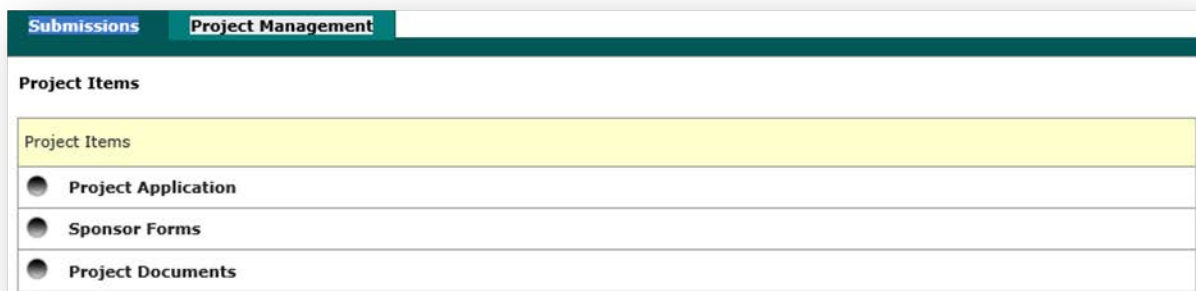 Submissions Project Management
Project Items
Project Items
Project Application
Sponsor Forms
Project Documents